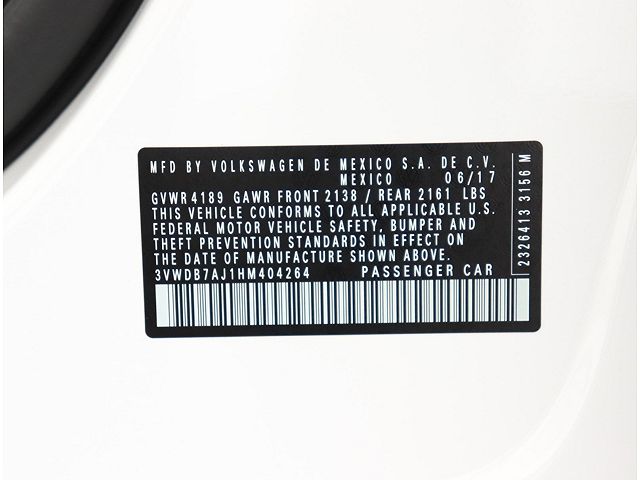 MFD BY VOLKSWAGEN DE MEXICO S.A. DE C.V.
MEXICO 06/17
GVWR 4189 GAWR FRONT 2138 / REAR 2161 LBS
THIS VEHICLE CONFORMS TO ALL APPLICABLE U.S.
FEDERAL MOTOR VEHICLE SAFETY, BUMPER AND
THEFT PREVENTION STANDARDS IN EFFECT ON
THE DATE OF MANUFACTURE SHOWN ABOVE.
3VWDB7AJ1HM404264 PASSENGER CAR
2326413 3156 M